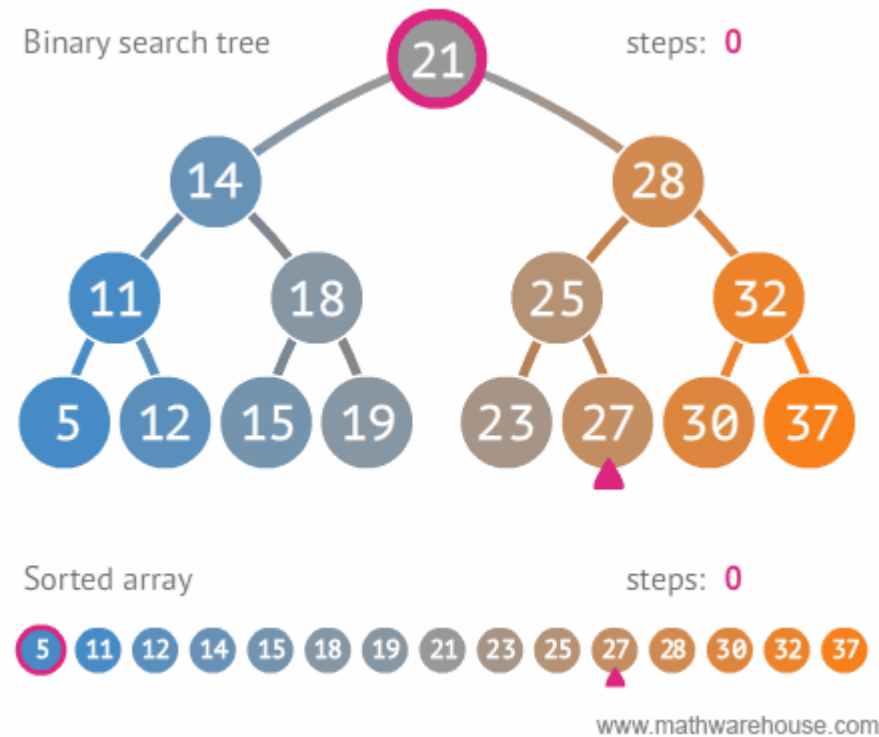 Binary search tree steps: 0
21
14 28
11 18 25 32
5 12 15 19 23 27 30 37
Sorted array steps: 0
5 11 12 14 15 18 19 21 23 25 27 28 30 32 37
www.mathwarehouse.com